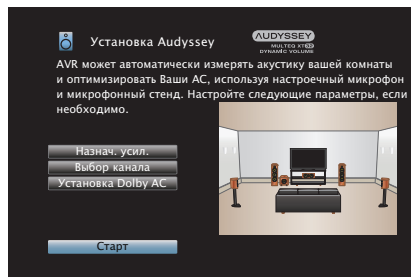 Установка Audyssey
AUDYSSEY
MULTEQ XT32
DYNAMIC VOLUME
AVR может автоматически измерять акустику вашей комнаты
и оптимизировать Ваши АС, используя настроечный микрофон
и микрофонный стенд. Настройте следующие параметры, если
необходимо.
Назнач. усил.
Выбор канала
Установка Dolby АС
Старт